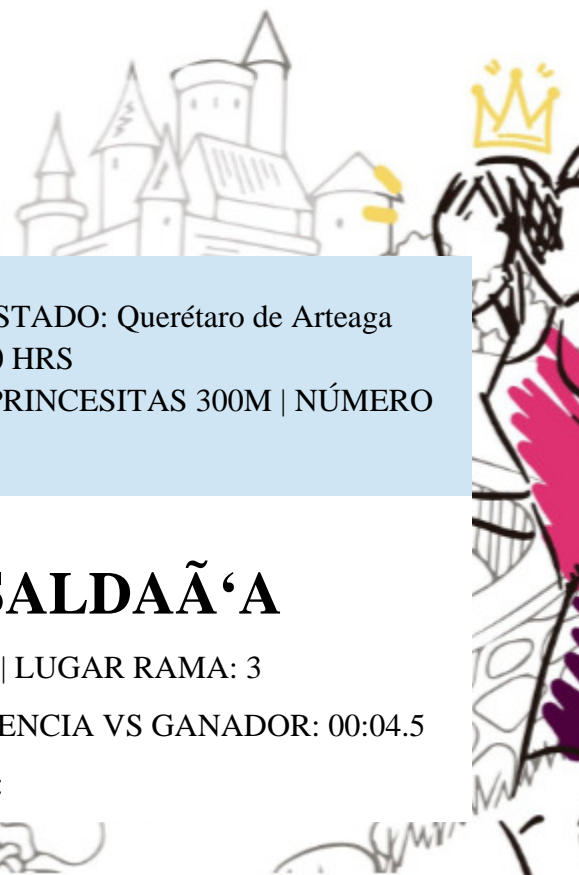 STADO: Querétaro de Arteaga
0 HRS
PRINCESITAS 300M | NÚMERO
SALDAÃ‘A
| LUGAR RAMA: 3
ENCIA VS GANADOR: 00:04.5
: